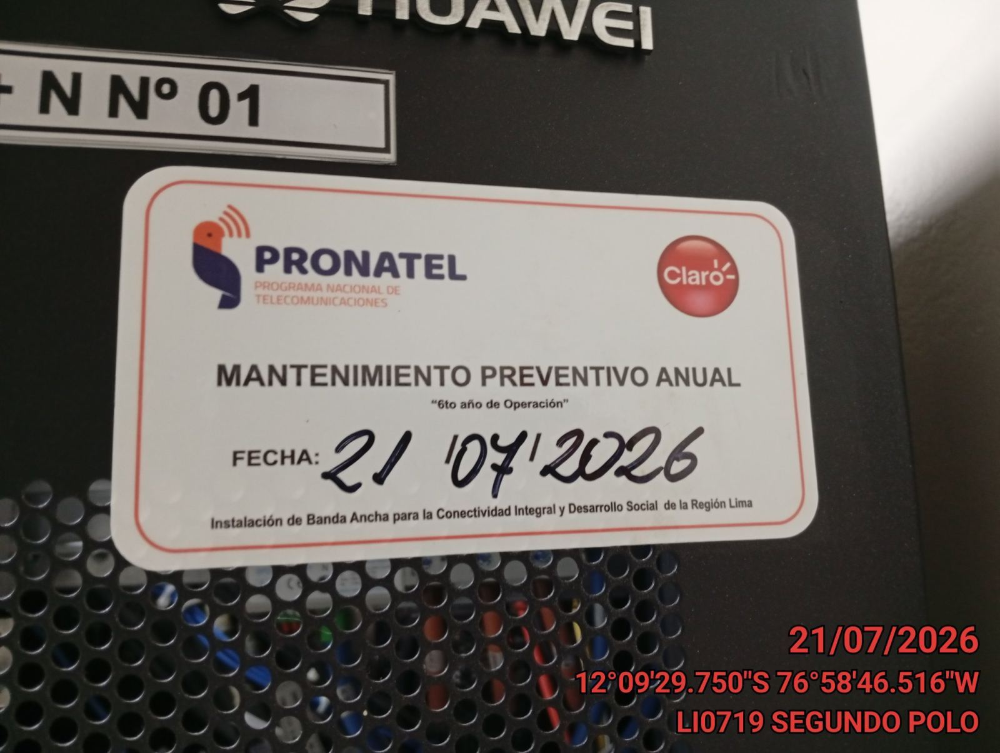 HUAWEI
N Nº 01
PRONATEL
PROGRAMA NACIONAL DE
TELECOMUNICACIONES
Claro
MANTENIMIENTO PREVENTIVO ANUAL
“6to año de Operación”
FECHA: 21 / 07 / 2026
Instalación de Banda Ancha para la Conectividad Integral y Desarrollo Social de la Región Lima
21/07/2026
12°09'29.750"S 76°58'46.516"W
LI0719 SEGUNDO POLO